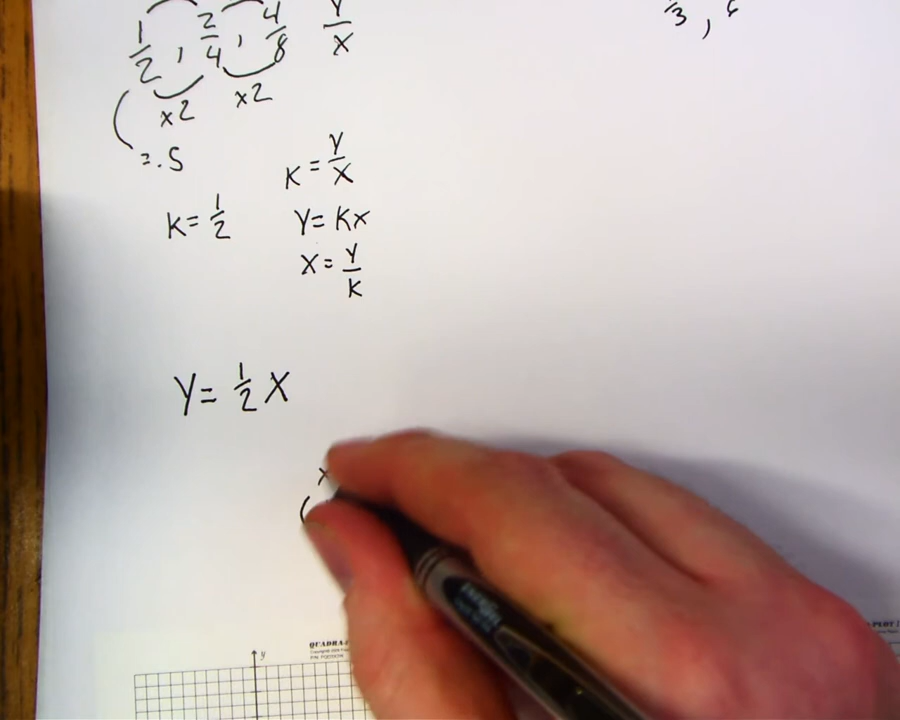 1/2 , 2/4 , 4/8 Y/X
x2 x2
=.5
K = Y/X
K = 1/2 Y = Kx
X = Y/K
Y = 1/2 X
x
(
y